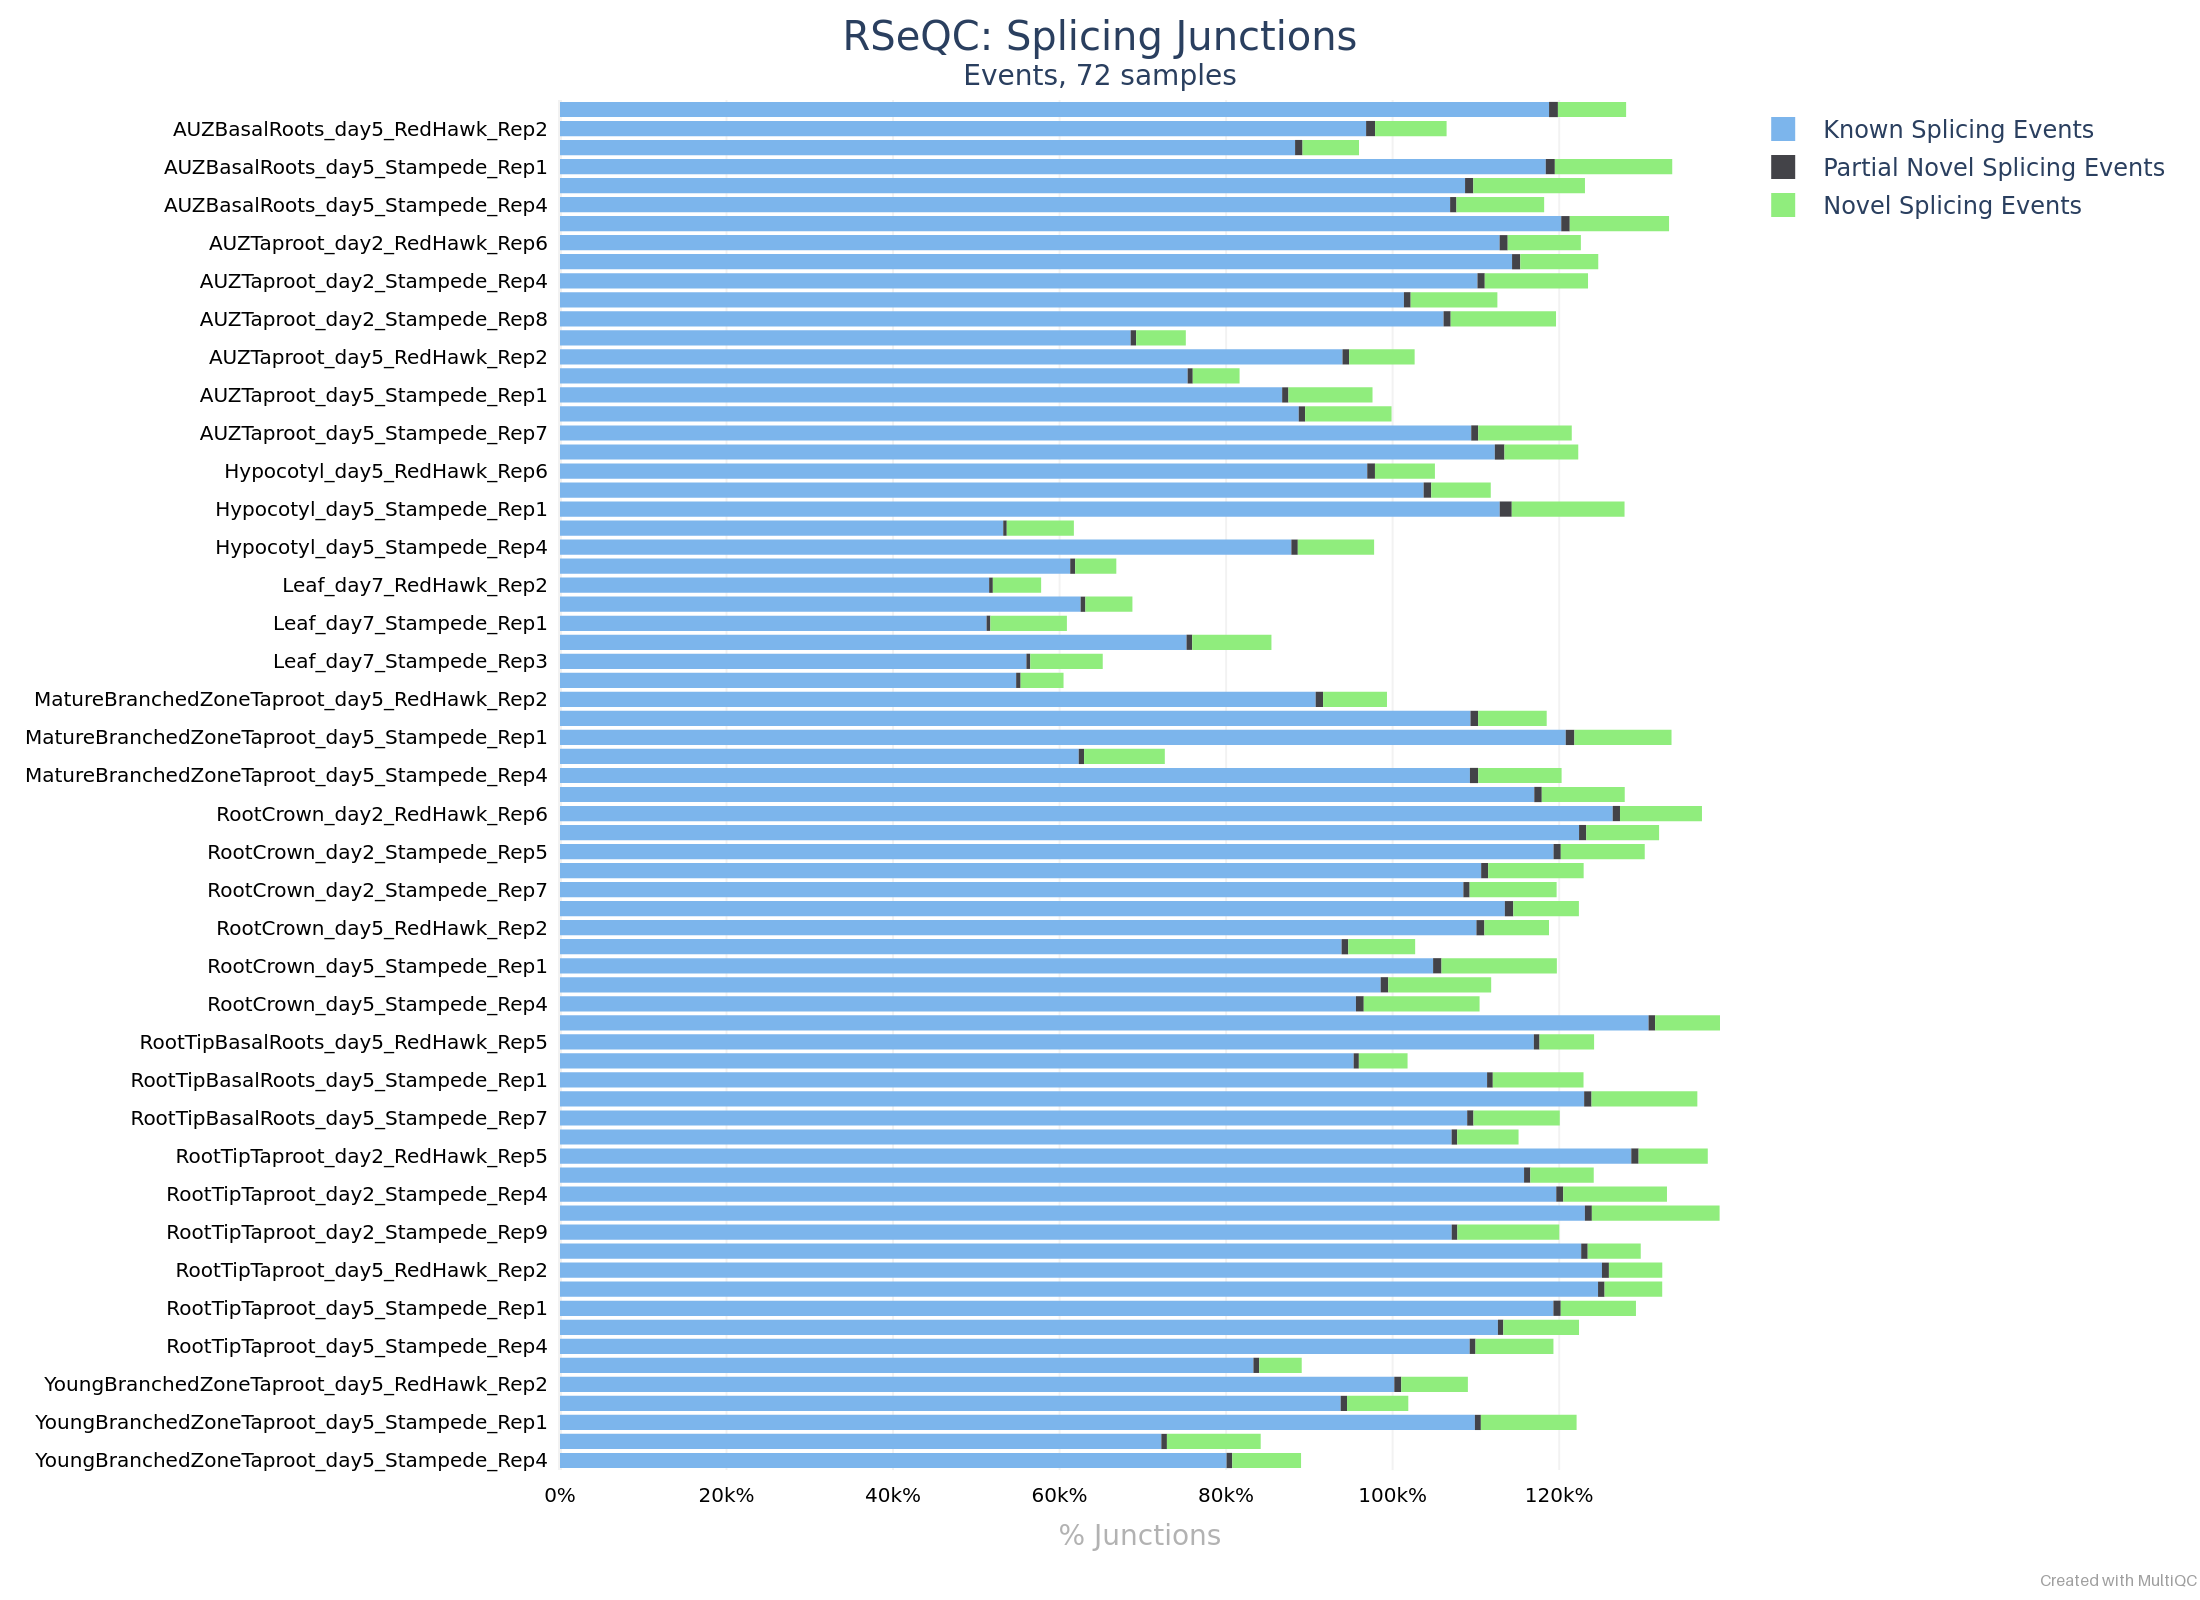 RSeQC: Splicing Junctions
Events, 72 samples
Known Splicing Events
Partial Novel Splicing Events
Novel Splicing Events
AUZBasalRoots_day5_RedHawk_Rep2
AUZBasalRoots_day5_Stampede_Rep1
AUZBasalRoots_day5_Stampede_Rep4
AUZTaproot_day2_RedHawk_Rep6
AUZTaproot_day2_Stampede_Rep4
AUZTaproot_day2_Stampede_Rep8
AUZTaproot_day5_RedHawk_Rep2
AUZTaproot_day5_Stampede_Rep1
AUZTaproot_day5_Stampede_Rep7
Hypocotyl_day5_RedHawk_Rep6
Hypocotyl_day5_Stampede_Rep1
Hypocotyl_day5_Stampede_Rep4
Leaf_day7_RedHawk_Rep2
Leaf_day7_Stampede_Rep1
Leaf_day7_Stampede_Rep3
MatureBranchedZoneTaproot_day5_RedHawk_Rep2
MatureBranchedZoneTaproot_day5_Stampede_Rep1
MatureBranchedZoneTaproot_day5_Stampede_Rep4
RootCrown_day2_RedHawk_Rep6
RootCrown_day2_Stampede_Rep5
RootCrown_day2_Stampede_Rep7
RootCrown_day5_RedHawk_Rep2
RootCrown_day5_Stampede_Rep1
RootCrown_day5_Stampede_Rep4
RootTipBasalRoots_day5_RedHawk_Rep5
RootTipBasalRoots_day5_Stampede_Rep1
RootTipBasalRoots_day5_Stampede_Rep7
RootTipTaproot_day2_RedHawk_Rep5
RootTipTaproot_day2_Stampede_Rep4
RootTipTaproot_day2_Stampede_Rep9
RootTipTaproot_day5_RedHawk_Rep2
RootTipTaproot_day5_Stampede_Rep1
RootTipTaproot_day5_Stampede_Rep4
YoungBranchedZoneTaproot_day5_RedHawk_Rep2
YoungBranchedZoneTaproot_day5_Stampede_Rep1
YoungBranchedZoneTaproot_day5_Stampede_Rep4
0% 20k% 40k% 60k% 80k% 100k% 120k%
% Junctions
Created with MultiQC